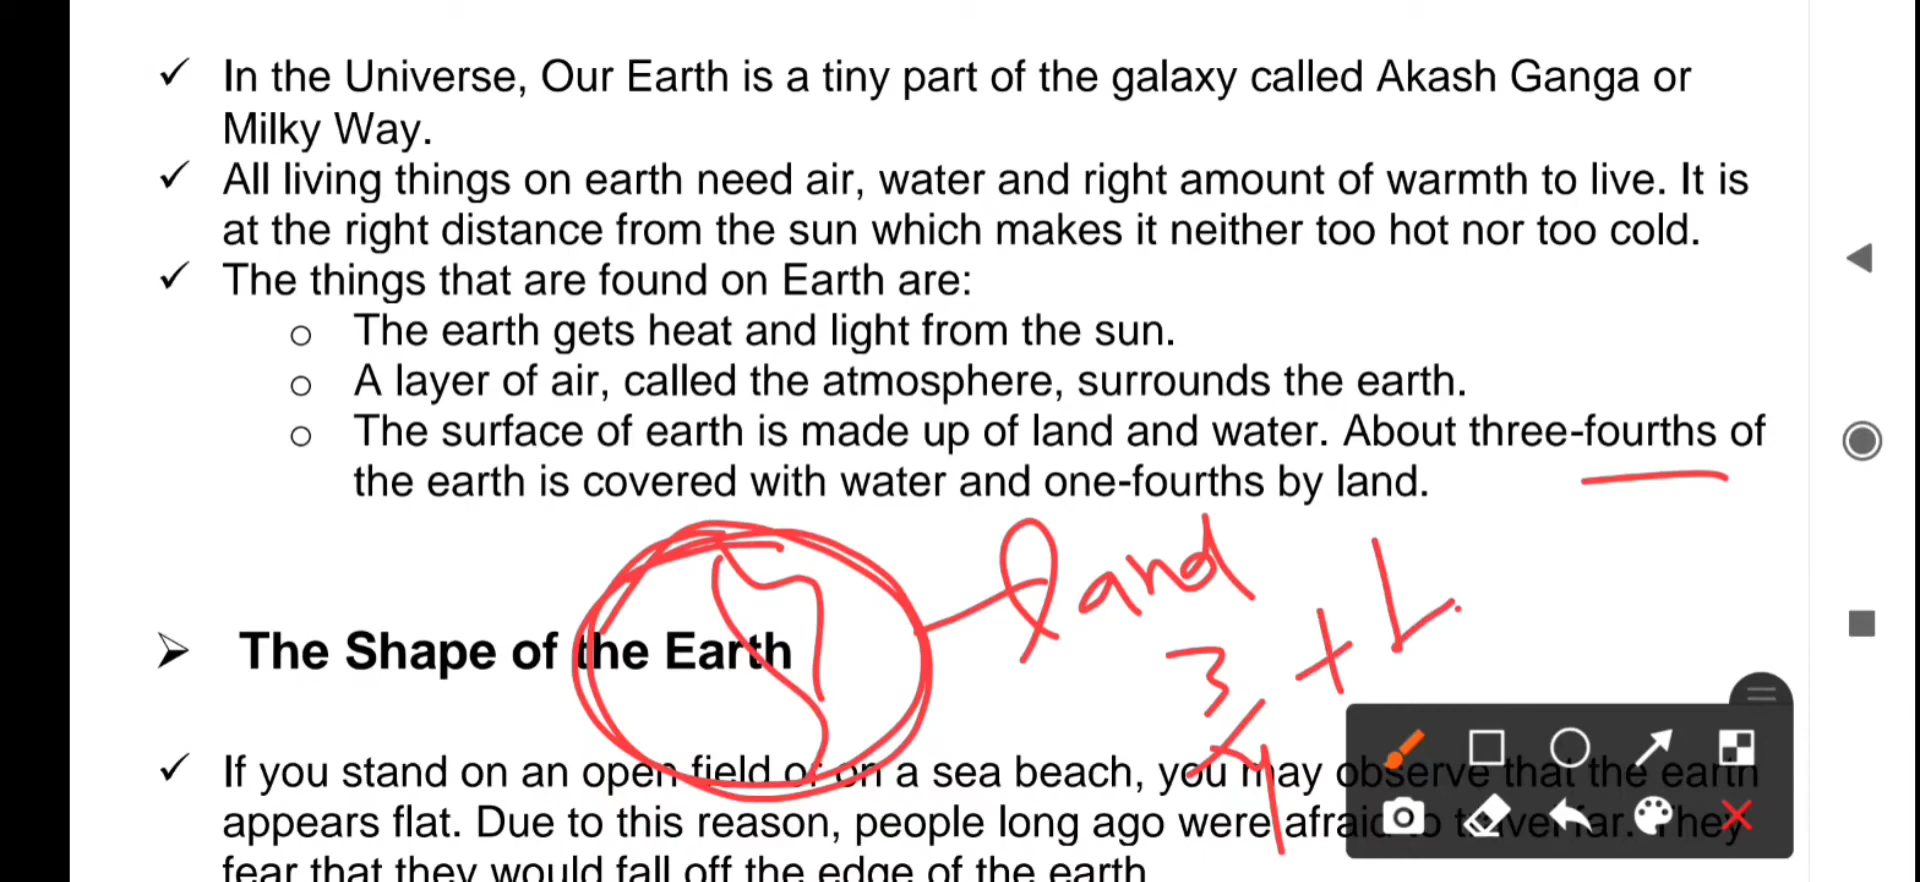 ✓ In the Universe, Our Earth is a tiny part of the galaxy called Akash Ganga or
Milky Way.
✓ All living things on earth need air, water and right amount of warmth to live. It is
at the right distance from the sun which makes it neither too hot nor too cold.
✓ The things that are found on Earth are:
o The earth gets heat and light from the sun.
o A layer of air, called the atmosphere, surrounds the earth.
o The surface of earth is made up of land and water. About three-fourths of
the earth is covered with water and one-fourths by land.
land
3/4 +
➢ The Shape of the Earth
✓ If you stand on an open field or on a sea beach, you may observe that the earth
appears flat. Due to this reason, people long ago were afraid to travel far. They
fear that they would fall off the edge of the earth